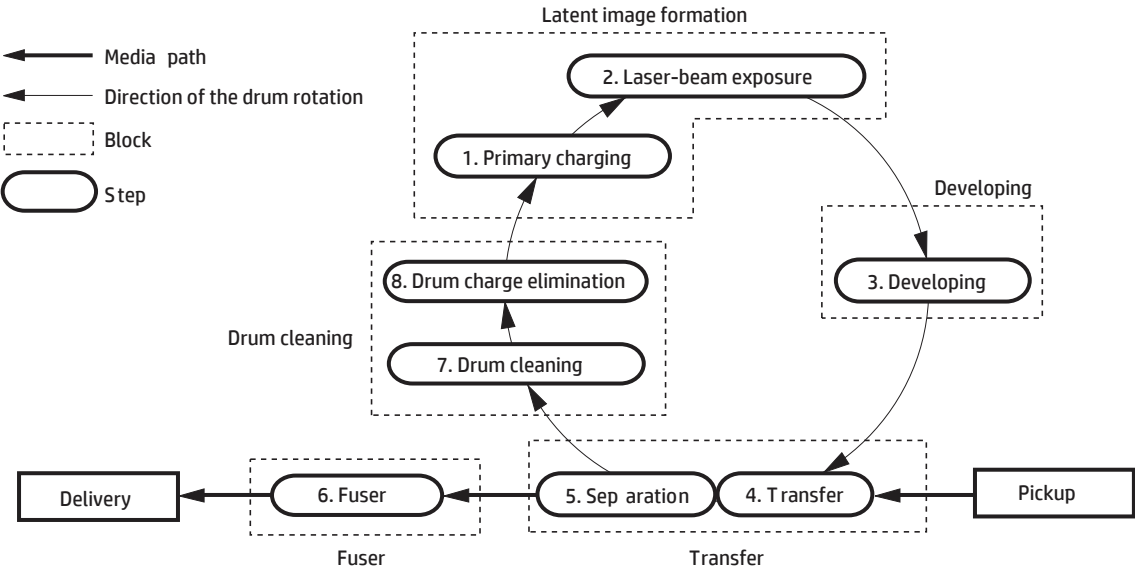 Latent image formation
Media path
2. Laser-beam exposure
Direction of the drum rotation
Block
1. Primary charging
Step
Developing
8. Drum charge elimination
3. Developing
Drum cleaning
7. Drum cleaning
Delivery
6. Fuser
5. Sep aration
4. Transfer
Pickup
Fuser
Transfer